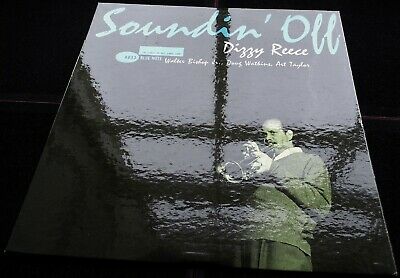 Soundin' Off
Dizzy Reece
BLUE NOTE Walter Bishop Jr., Doug Watkins, Art Taylor